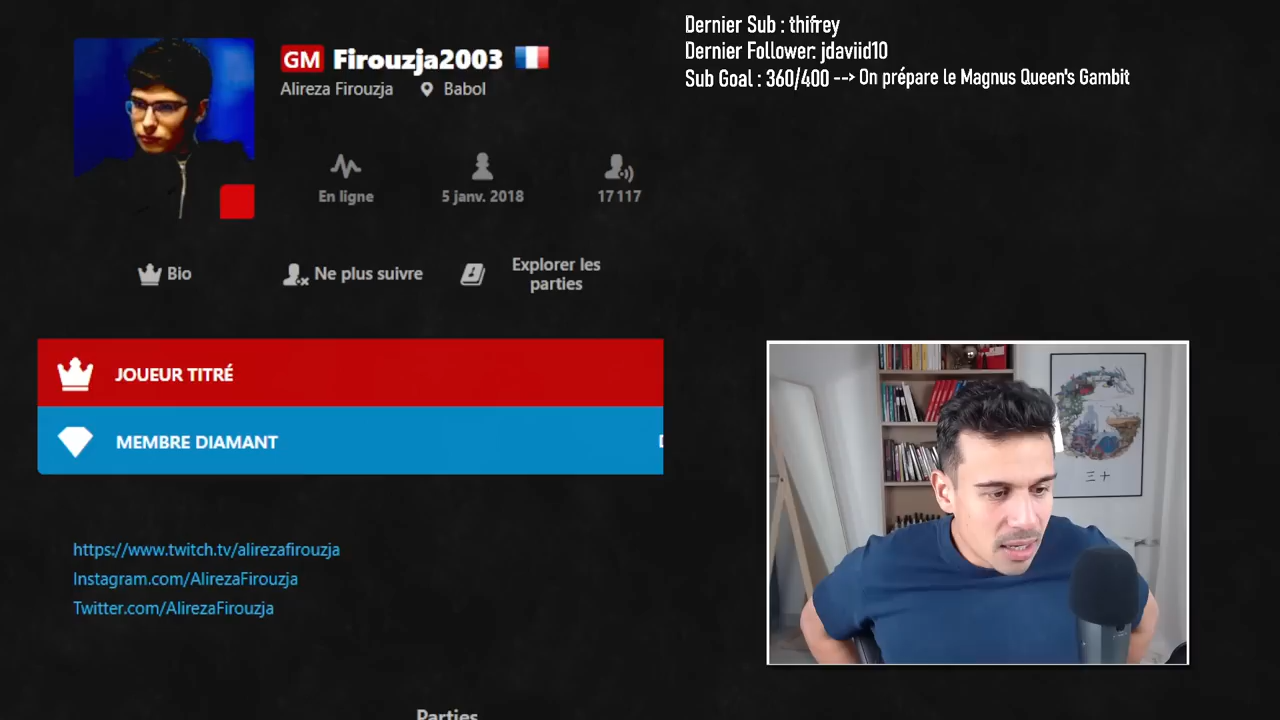 GM Firouzja2003
Alireza Firouzja Babol
En ligne 5 janv. 2018 17 117
Bio Ne plus suivre Explorer les
parties
JOUEUR TITRÉ
MEMBRE DIAMANT
https://www.twitch.tv/alirezafirouzja
Instagram.com/AlirezaFirouzja
Twitter.com/AlirezaFirouzja
Parties
Dernier Sub : thifrey
Dernier Follower: jdaviid10
Sub Goal : 360/400 --> On prépare le Magnus Queen's Gambit
三十